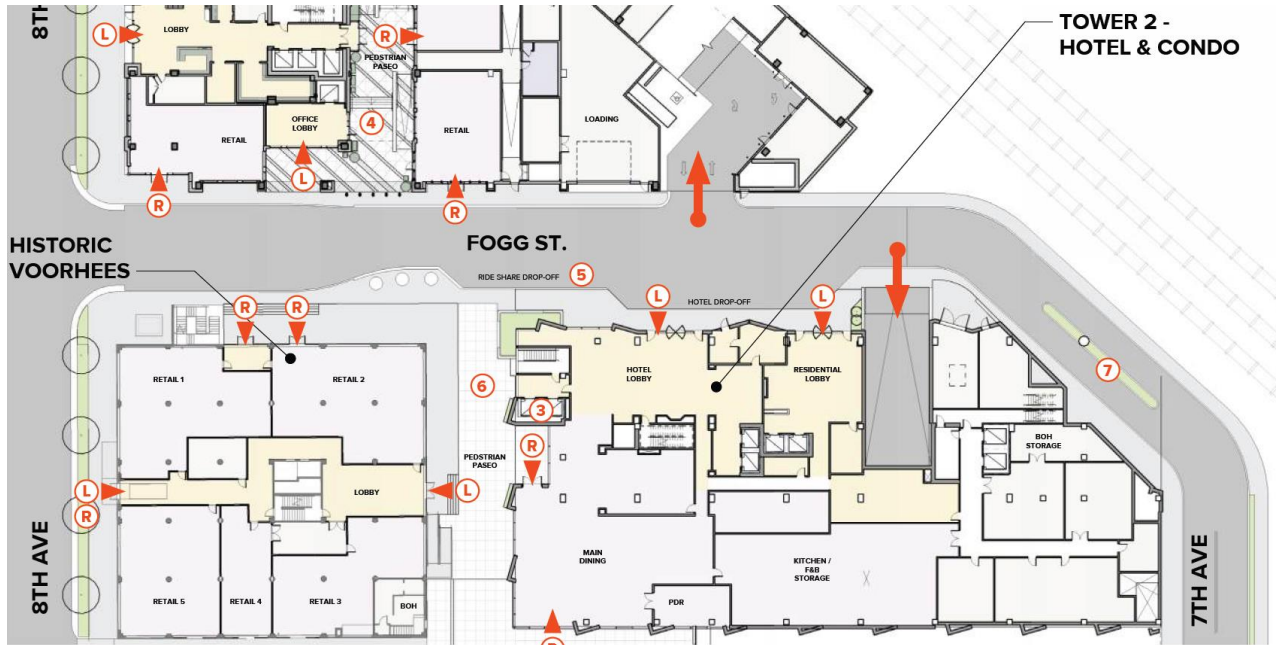 8TH
L
LOBBY
R
PEDSTRIAN
PASEO
TOWER 2 -
HOTEL & CONDO
4
OFFICE
LOBBY
RETAIL
RETAIL
LOADING
L
R
R
HISTORIC
VOORHEES
FOGG ST.
RIDE SHARE DROP-OFF
5
HOTEL DROP-OFF
R
R
L
L
RETAIL 1
RETAIL 2
6
HOTEL
LOBBY
RESIDENTIAL
LOBBY
7
3
BOH
STORAGE
PEDSTRIAN
PASEO
R
L
R
LOBBY
L
8TH AVE
MAIN
DINING
KITCHEN /
F&B
STORAGE
7TH AVE
RETAIL 5
RETAIL 4
RETAIL 3
BOH
PDR